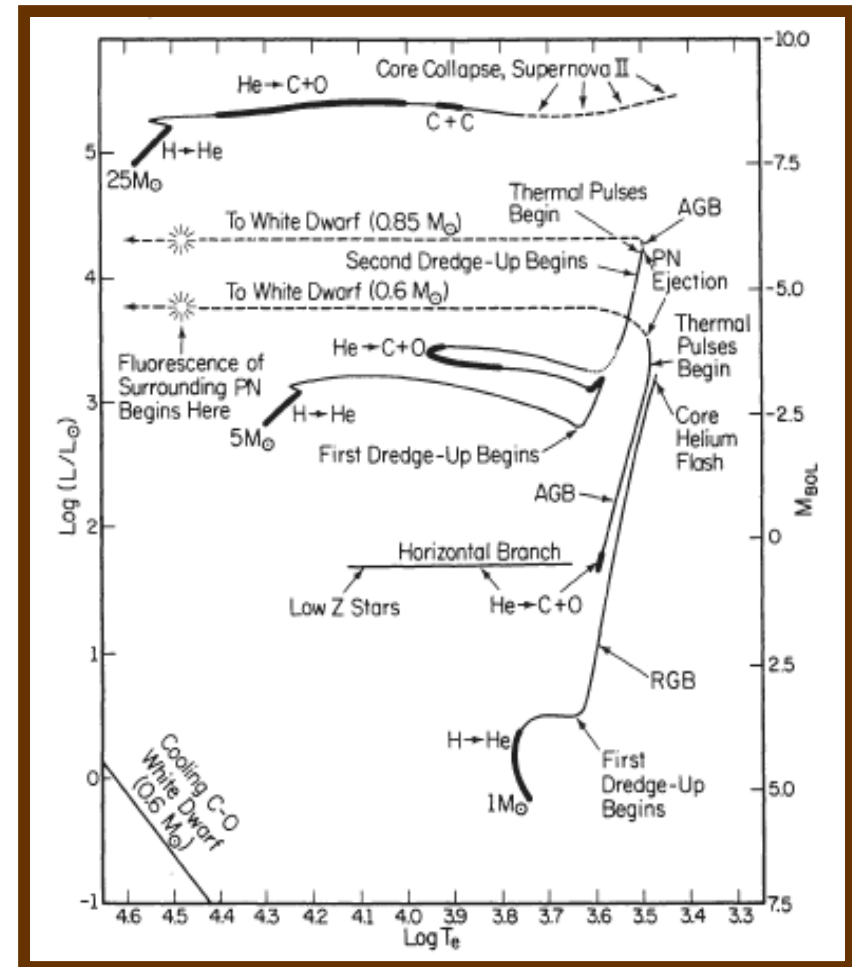 Core Collapse, Supernova II
He→C+O
C+C
H→He
25M⊙
Thermal Pulses
Begin
AGB
To White Dwarf (0.85 M⊙)
Second Dredge-Up Begins
PN
Ejection
To White Dwarf (0.6 M⊙)
Thermal
Pulses
Begin
He→C+O
Fluorescence of
Surrounding PN
Begins Here
H→He
5M⊙
Core
Helium
Flash
First Dredge-Up Begins
AGB
Horizontal Branch
Low Z Stars
He→C+O
RGB
H→He
First
Dredge-Up
Begins
1M⊙
Cooling C-O
White Dwarf
(0.6 M⊙)
Log (L/L⊙)
5
4
3
2
1
0
-1
M_BOL
-10.0
-7.5
-5.0
-2.5
0
2.5
5.0
7.5
4.6 4.5 4.4 4.3 4.2 4.1 4.0 3.9 3.8 3.7 3.6 3.5 3.4 3.3
Log Te